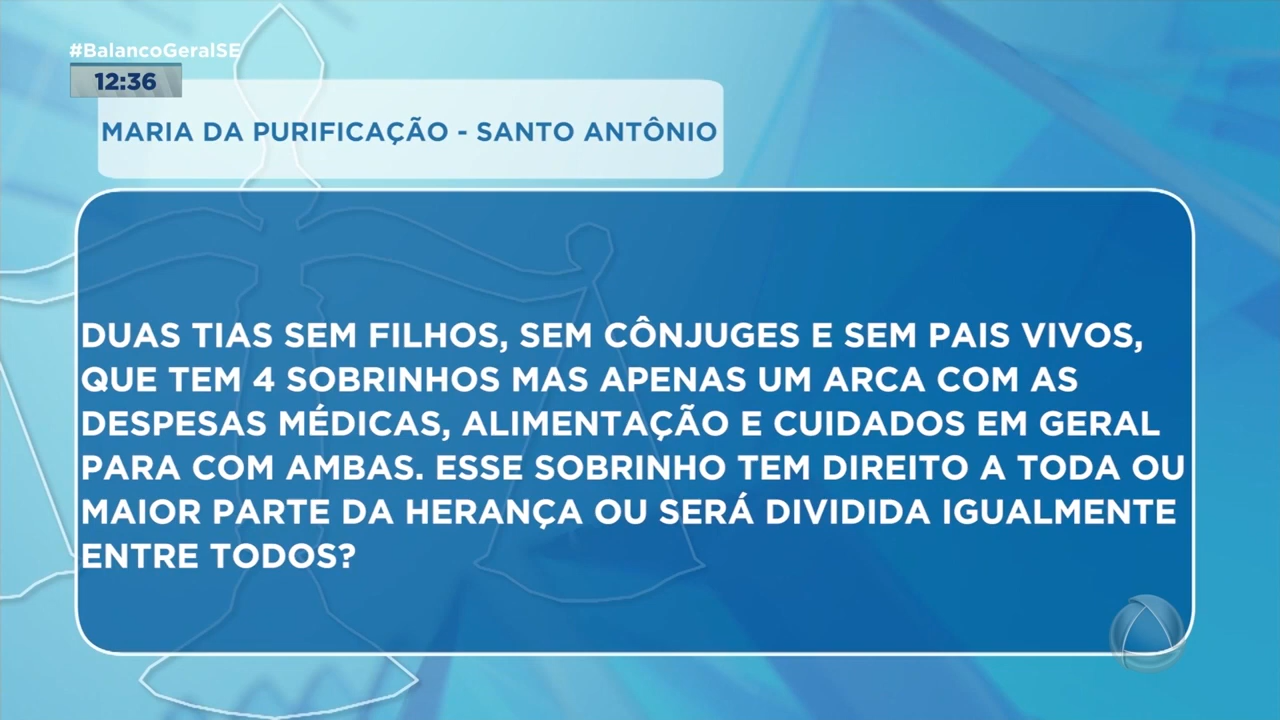 #BalancoGeralSE
12:36
MARIA DA PURIFICAÇÃO - SANTO ANTÔNIO
DUAS TIAS SEM FILHOS, SEM CÔNJUGES E SEM PAIS VIVOS,
QUE TEM 4 SOBRINHOS MAS APENAS UM ARCA COM AS
DESPESAS MÉDICAS, ALIMENTAÇÃO E CUIDADOS EM GERAL
PARA COM AMBAS. ESSE SOBRINHO TEM DIREITO A TODA OU
MAIOR PARTE DA HERANÇA OU SERÁ DIVIDIDA IGUALMENTE
ENTRE TODOS?